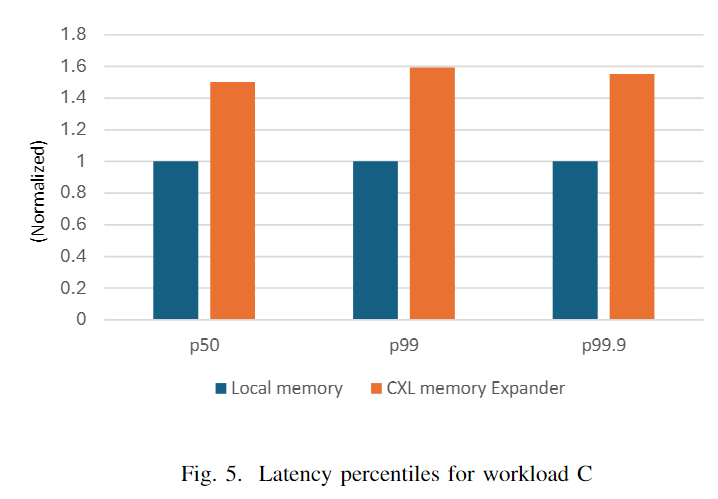 1.8
1.6
1.4
1.2
1
0.8
0.6
0.4
0.2
0
(Normalized)
p50 p99 p99.9
Local memory CXL memory Expander
Fig. 5. Latency percentiles for workload C